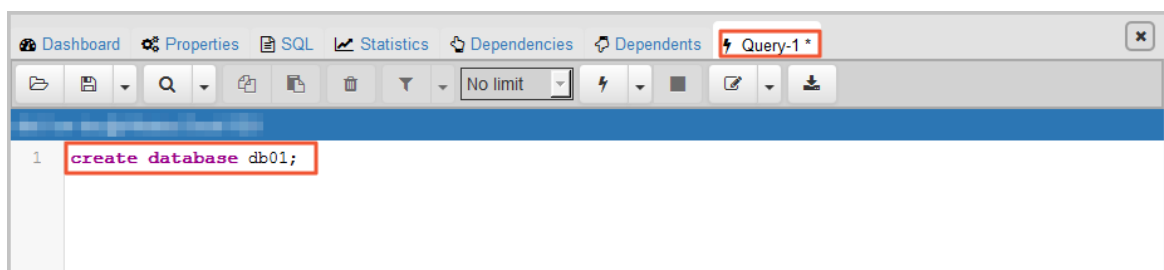 Dashboard Properties SQL Statistics Dependencies Dependents Query-1 *
No limit
1 create database db01;